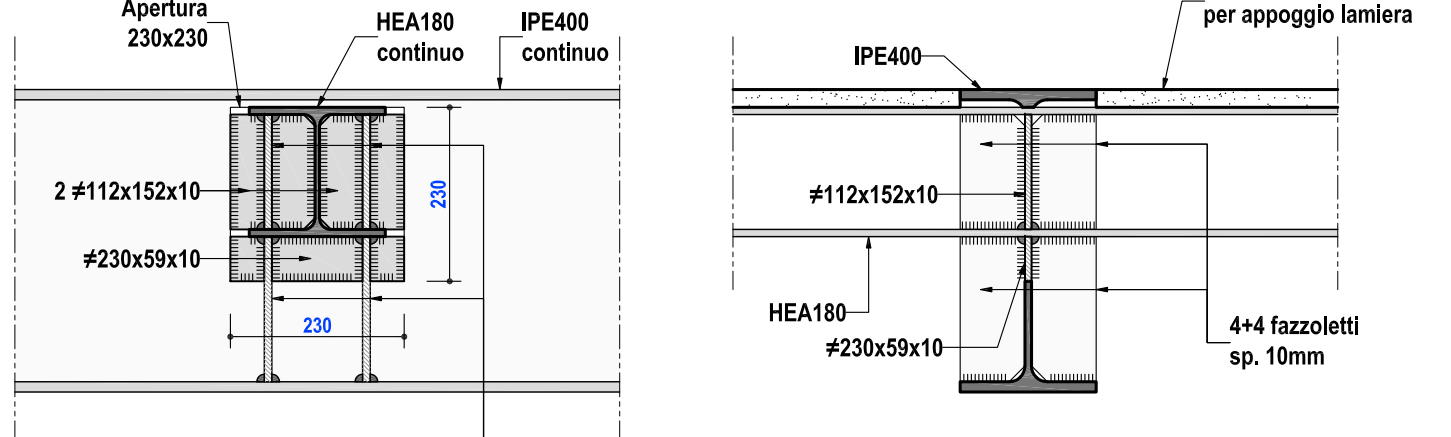 Apertura
230x230
HEA180
continuo
IPE400
continuo
2 ≠112x152x10
≠230x59x10
230
230
per appoggio lamiera
IPE400
≠112x152x10
HEA180
≠230x59x10
4+4 fazzoletti
sp. 10mm